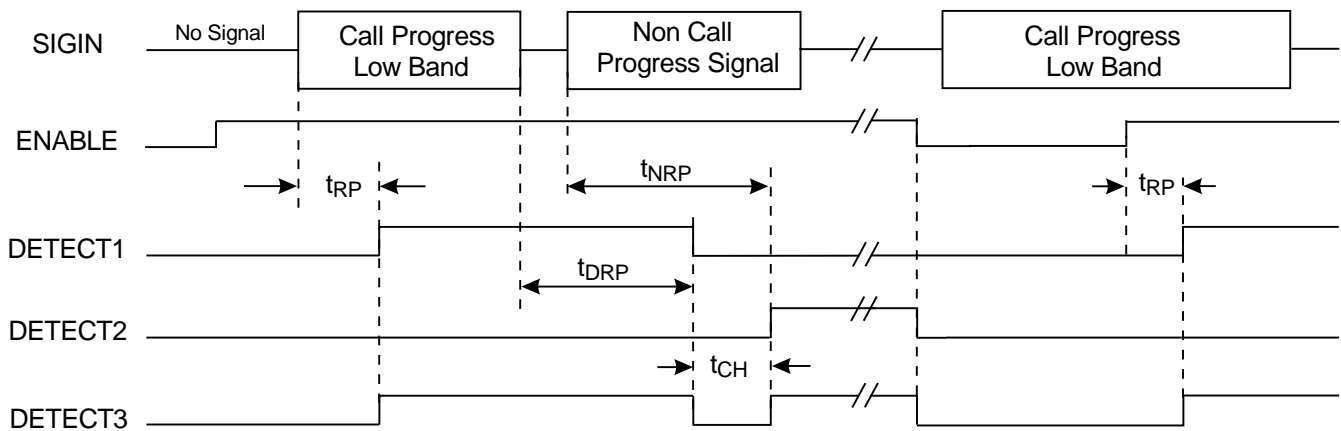 SIGIN
No Signal
Call Progress
Low Band
Non Call
Progress Signal
Call Progress
Low Band
ENABLE
tRP
tNRP
tRP
DETECT1
tDRP
DETECT2
tCH
DETECT3